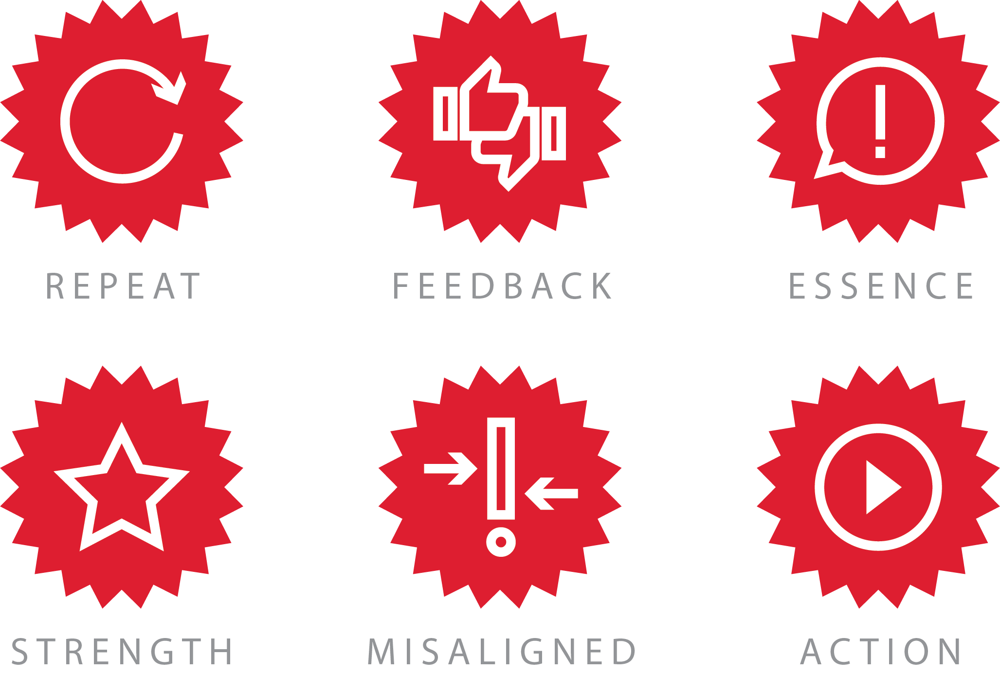 REPEAT
FEEDBACK
ESSENCE
STRENGTH
MISALIGNED
ACTION